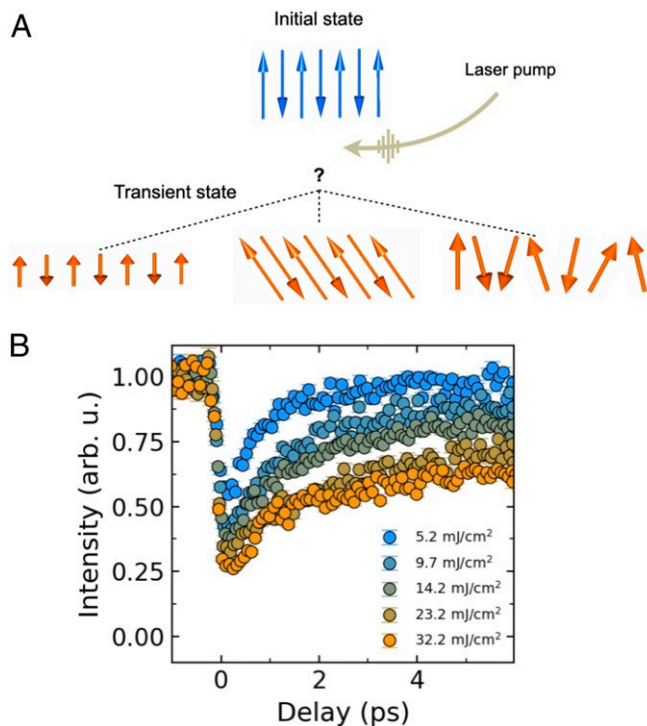 A
Initial state
Laser pump
?
Transient state
B
Intensity (arb. u.)
1.00
0.75
0.50
0.25
0.00
5.2 mJ/cm²
9.7 mJ/cm²
14.2 mJ/cm²
23.2 mJ/cm²
32.2 mJ/cm²
0 2 4
Delay (ps)